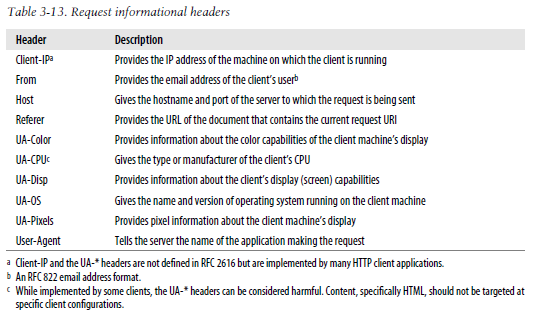 Table 3-13. Request informational headers
Header Description
Client-IPa Provides the IP address of the machine on which the client is running
From Provides the email address of the client's userb
Host Gives the hostname and port of the server to which the request is being sent
Referer Provides the URL of the document that contains the current request URI
UA-Color Provides information about the color capabilities of the client machine's display
UA-CPUc Gives the type or manufacturer of the client's CPU
UA-Disp Provides information about the client's display (screen) capabilities
UA-OS Gives the name and version of operating system running on the client machine
UA-Pixels Provides pixel information about the client machine's display
User-Agent Tells the server the name of the application making the request
a Client-IP and the UA-* headers are not defined in RFC 2616 but are implemented by many HTTP client applications.
b An RFC 822 email address format.
c While implemented by some clients, the UA-* headers can be considered harmful. Content, specifically HTML, should not be targeted at
specific client configurations.